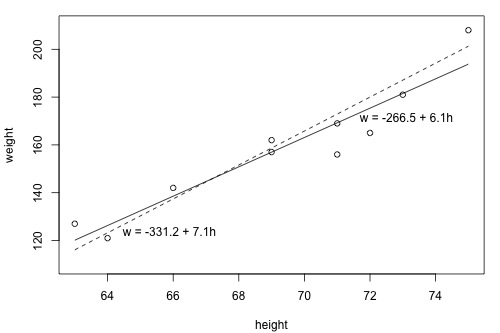 200
180
160
140
120
weight
w = -266.5 + 6.1h
w = -331.2 + 7.1h
64 66 68 70 72 74
height